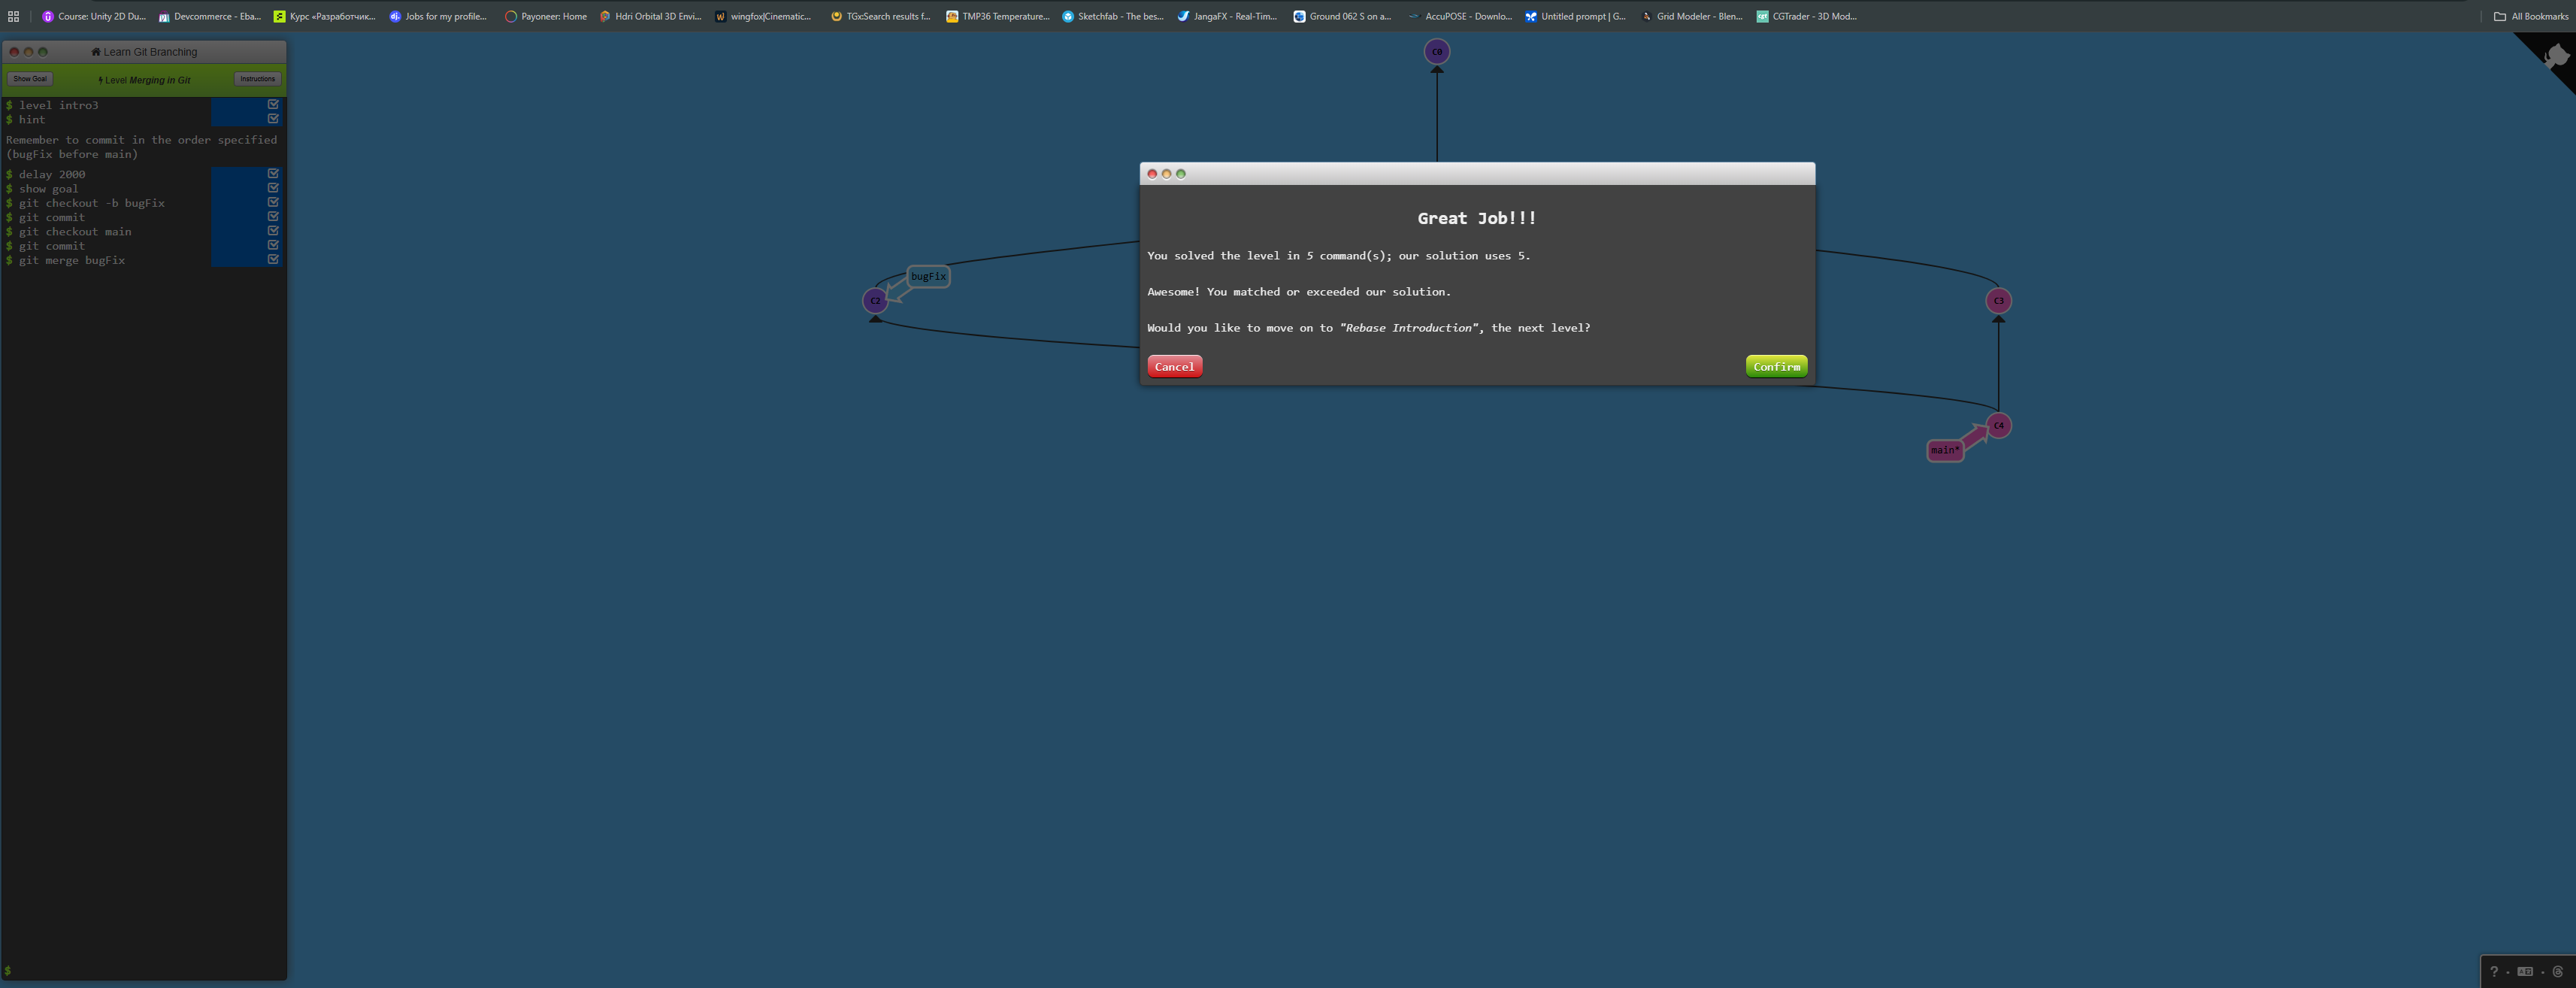 Course: Unity 2D Du...
Devcommerce - Eba...
Курс «Разработчик...
Jobs for my profile...
Payoneer: Home
Hdri Orbital 3D Envi...
wingfox|Cinematic...
TGx:Search results f...
TMP36 Temperature...
Sketchfab - The bes...
JangaFX - Real-Tim...
Ground 062 S on a...
AccuPOSE - Downlo...
Untitled prompt | G...
Grid Modeler - Blen...
CGTrader - 3D Mod...
All Bookmarks
Learn Git Branching
Show Goal
Level Merging in Git
Instructions
$ level intro3
$ hint
Remember to commit in the order specified
(bugFix before main)
$ delay 2000
$ show goal
$ git checkout -b bugFix
$ git commit
$ git checkout main
$ git commit
$ git merge bugFix
$
C0
Great Job!!!
You solved the level in 5 command(s); our solution uses 5.
Awesome! You matched or exceeded our solution.
Would you like to move on to "Rebase Introduction", the next level?
Cancel
Confirm
bugFix
C2
C3
C4
main*
?